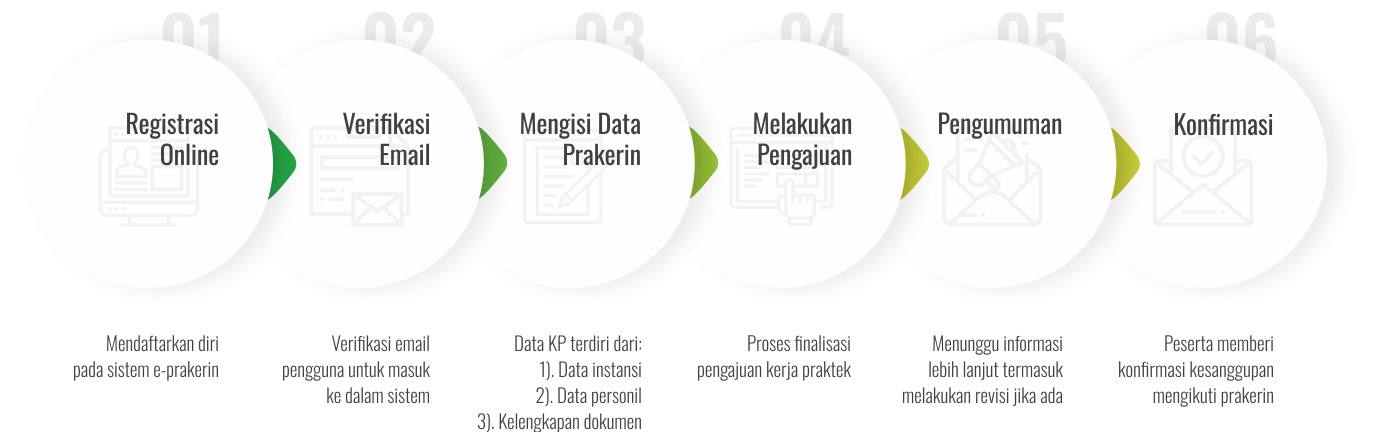 01
Registrasi
Online
Mendaftarkan diri
pada sistem e-prakerin
02
Verifikasi
Email
Verifikasi email
pengguna untuk masuk
ke dalam sistem
03
Mengisi Data
Prakerin
Data KP terdiri dari:
1). Data instansi
2). Data personil
3). Kelengkapan dokumen
04
Melakukan
Pengajuan
Proses finalisasi
pengajuan kerja praktek
05
Pengumuman
Menunggu informasi
lebih lanjut termasuk
melakukan revisi jika ada
06
Konfirmasi
Peserta memberi
konfirmasi kesanggupan
mengikuti prakerin